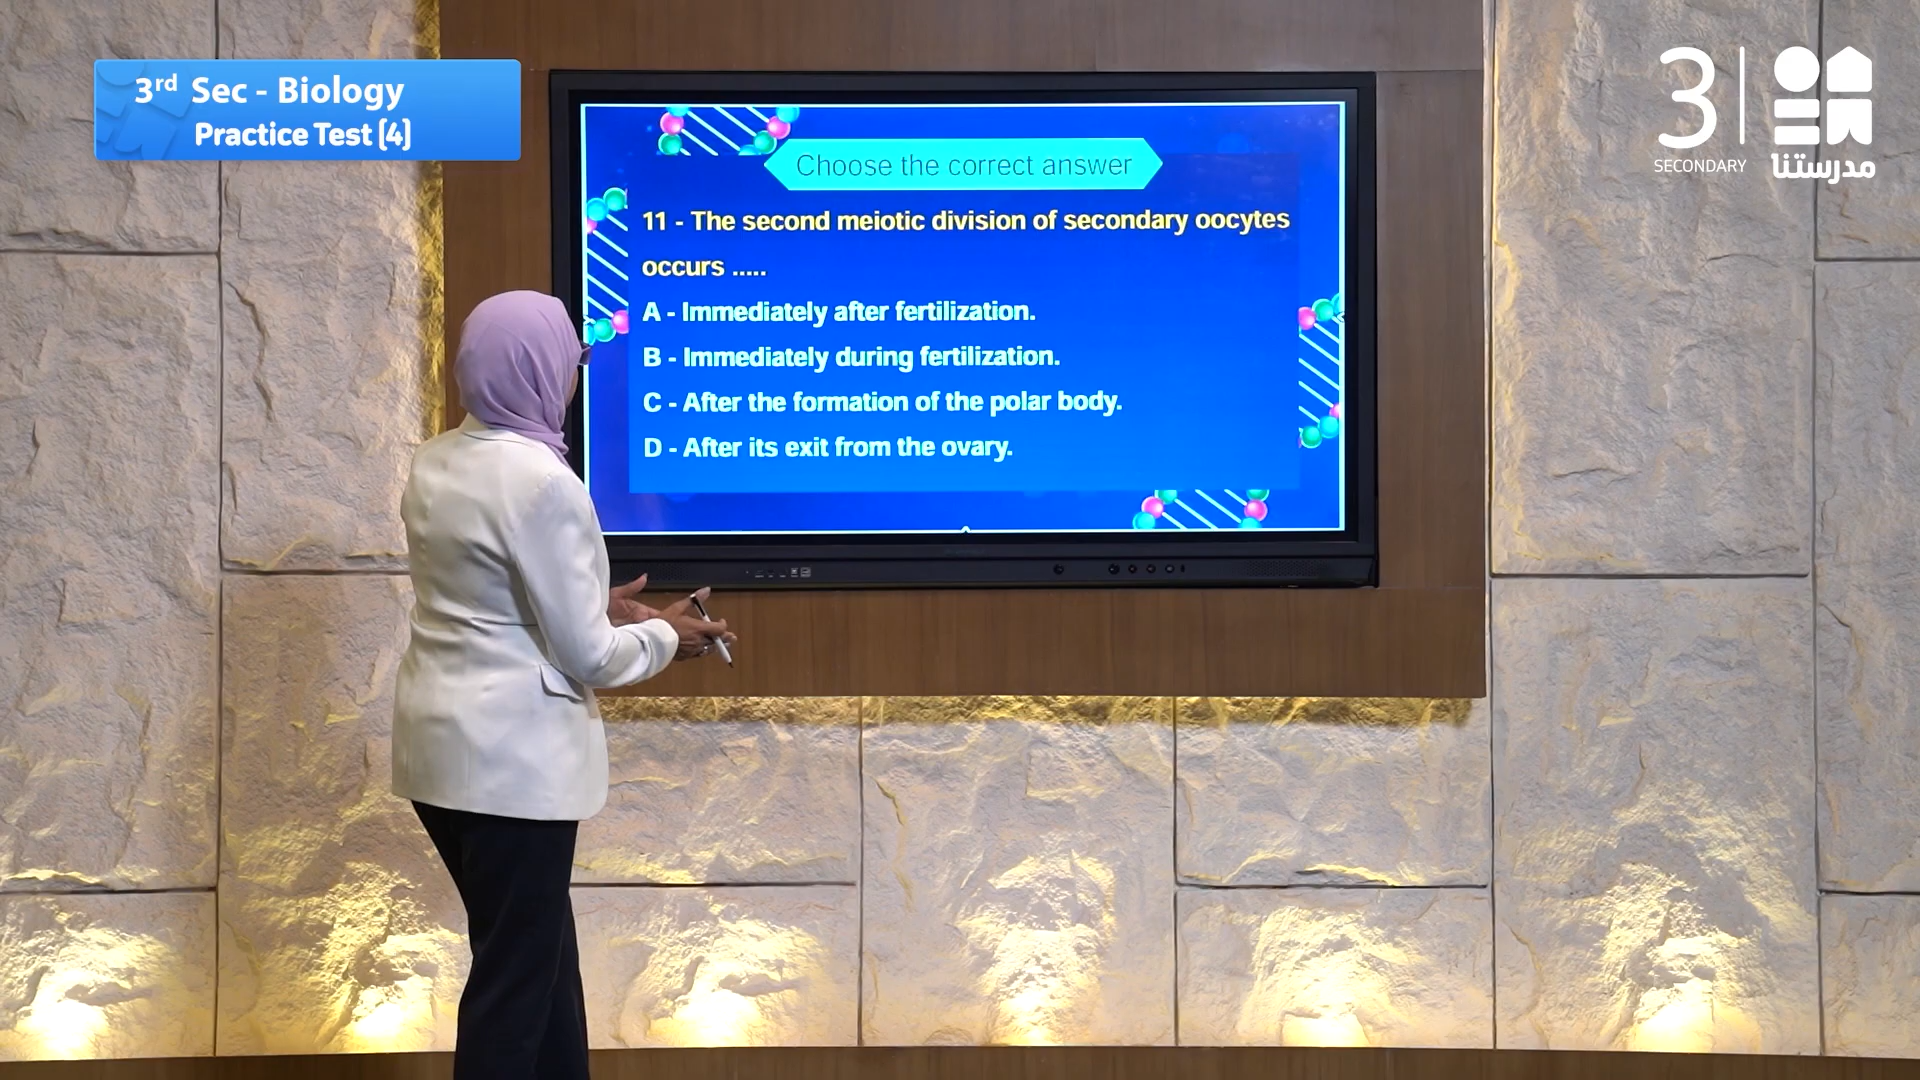 3rd Sec - Biology
Practice Test (4)
3
SECONDARY
مدرستنا
Choose the correct answer
11 - The second meiotic division of secondary oocytes
occurs .....
A - Immediately after fertilization.
B - Immediately during fertilization.
C - After the formation of the polar body.
D - After its exit from the ovary.